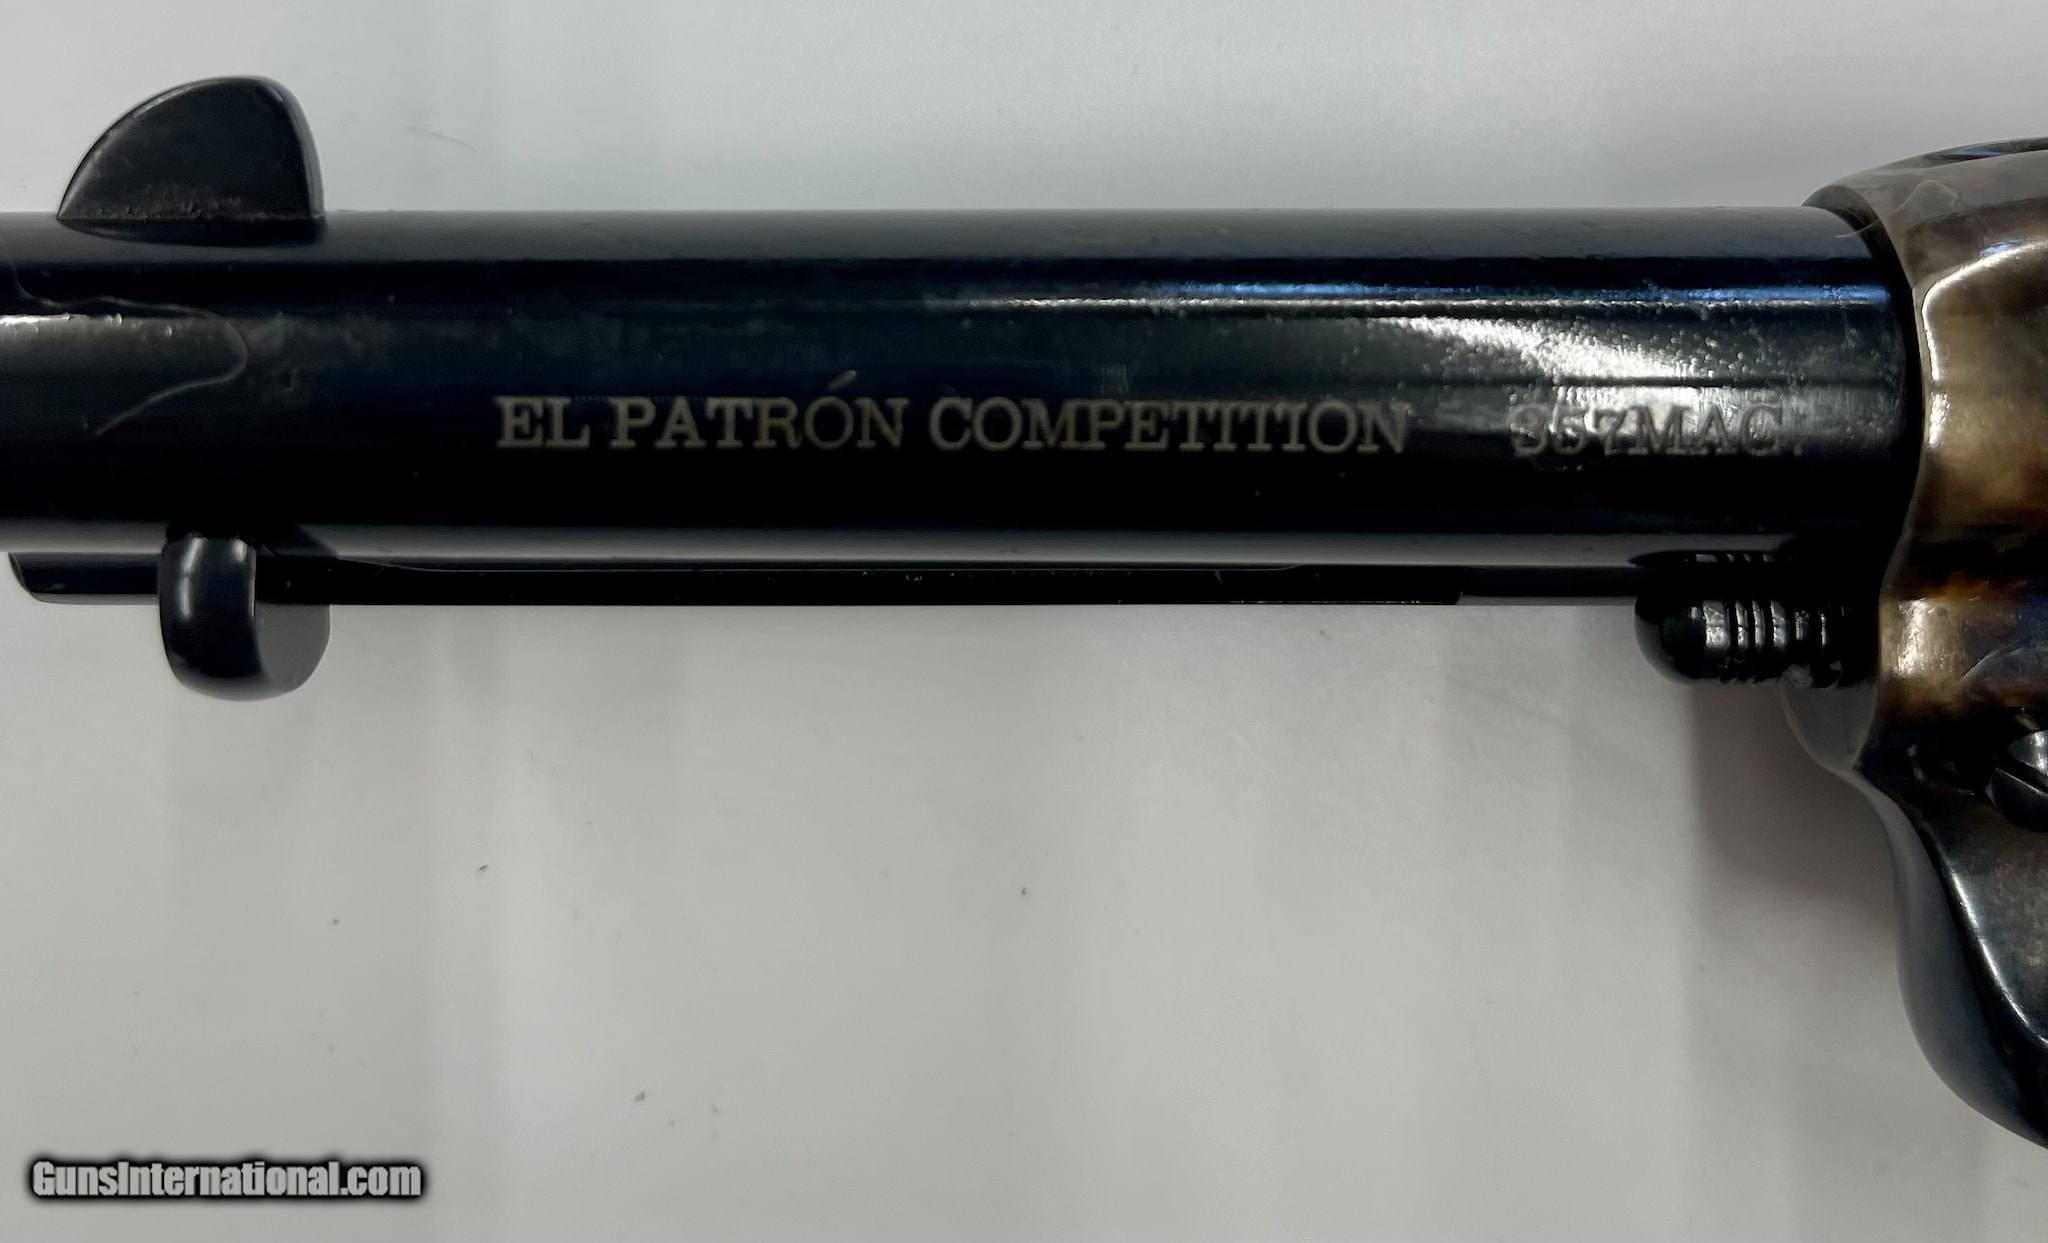 EL PATRÓN COMPETITION 357MAG.
GunsInternational.com